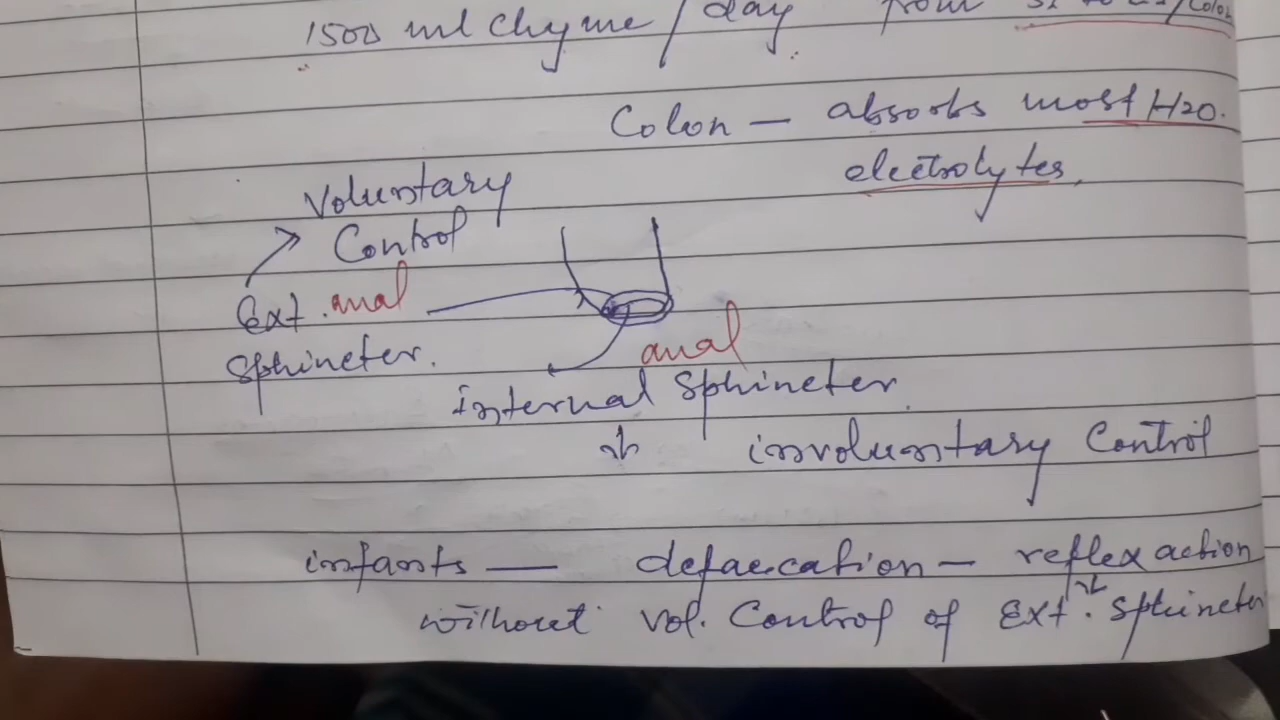 1500 ml Chyme/day from
Colon
Colon — absorbs most H2O.
electrolytes,
Voluntary
Control
Ext. anal
Sphincter.
anal
internal Sphincter.
involuntary Control
infants — defaecation — reflex action
without vol. Control of Ext. Sphincter